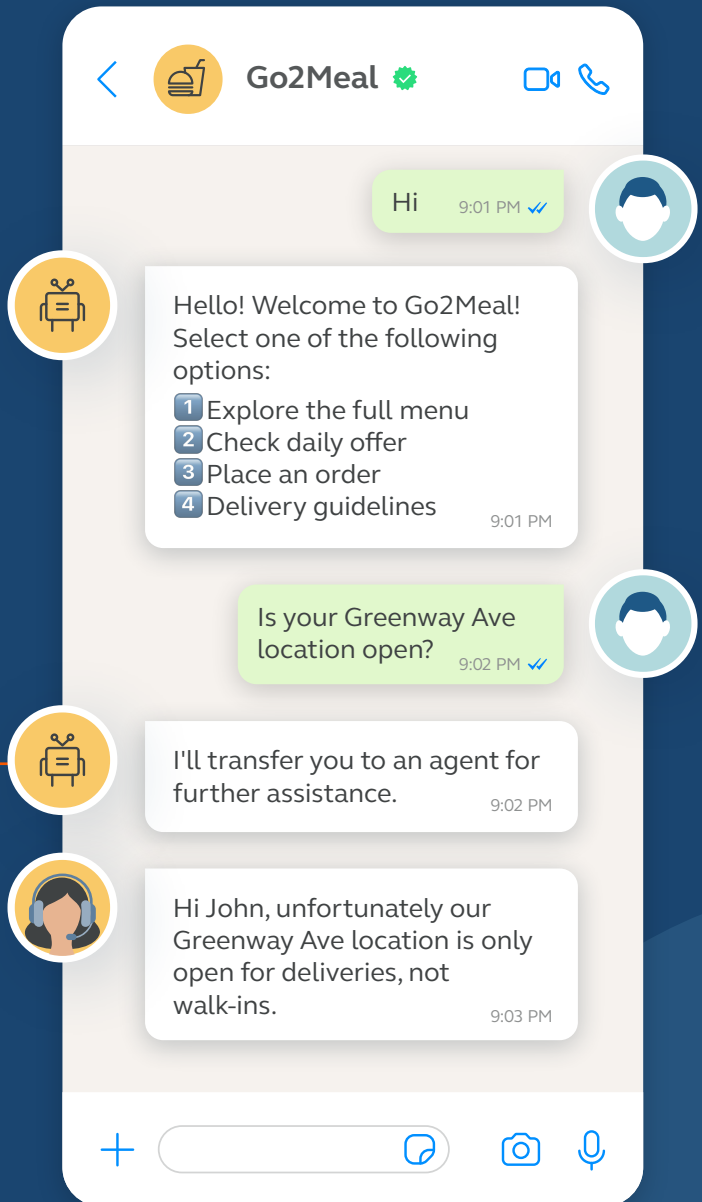 Go2Meal
Hi
9:01 PM
Hello! Welcome to Go2Meal!
Select one of the following
options:
1️⃣Explore the full menu
2️⃣Check daily offer
3️⃣Place an order
4️⃣Delivery guidelines
9:01 PM
Is your Greenway Ave
location open?
9:02 PM
I'll transfer you to an agent for
further assistance.
9:02 PM
Hi John, unfortunately our
Greenway Ave location is only
open for deliveries, not
walk-ins.
9:03 PM